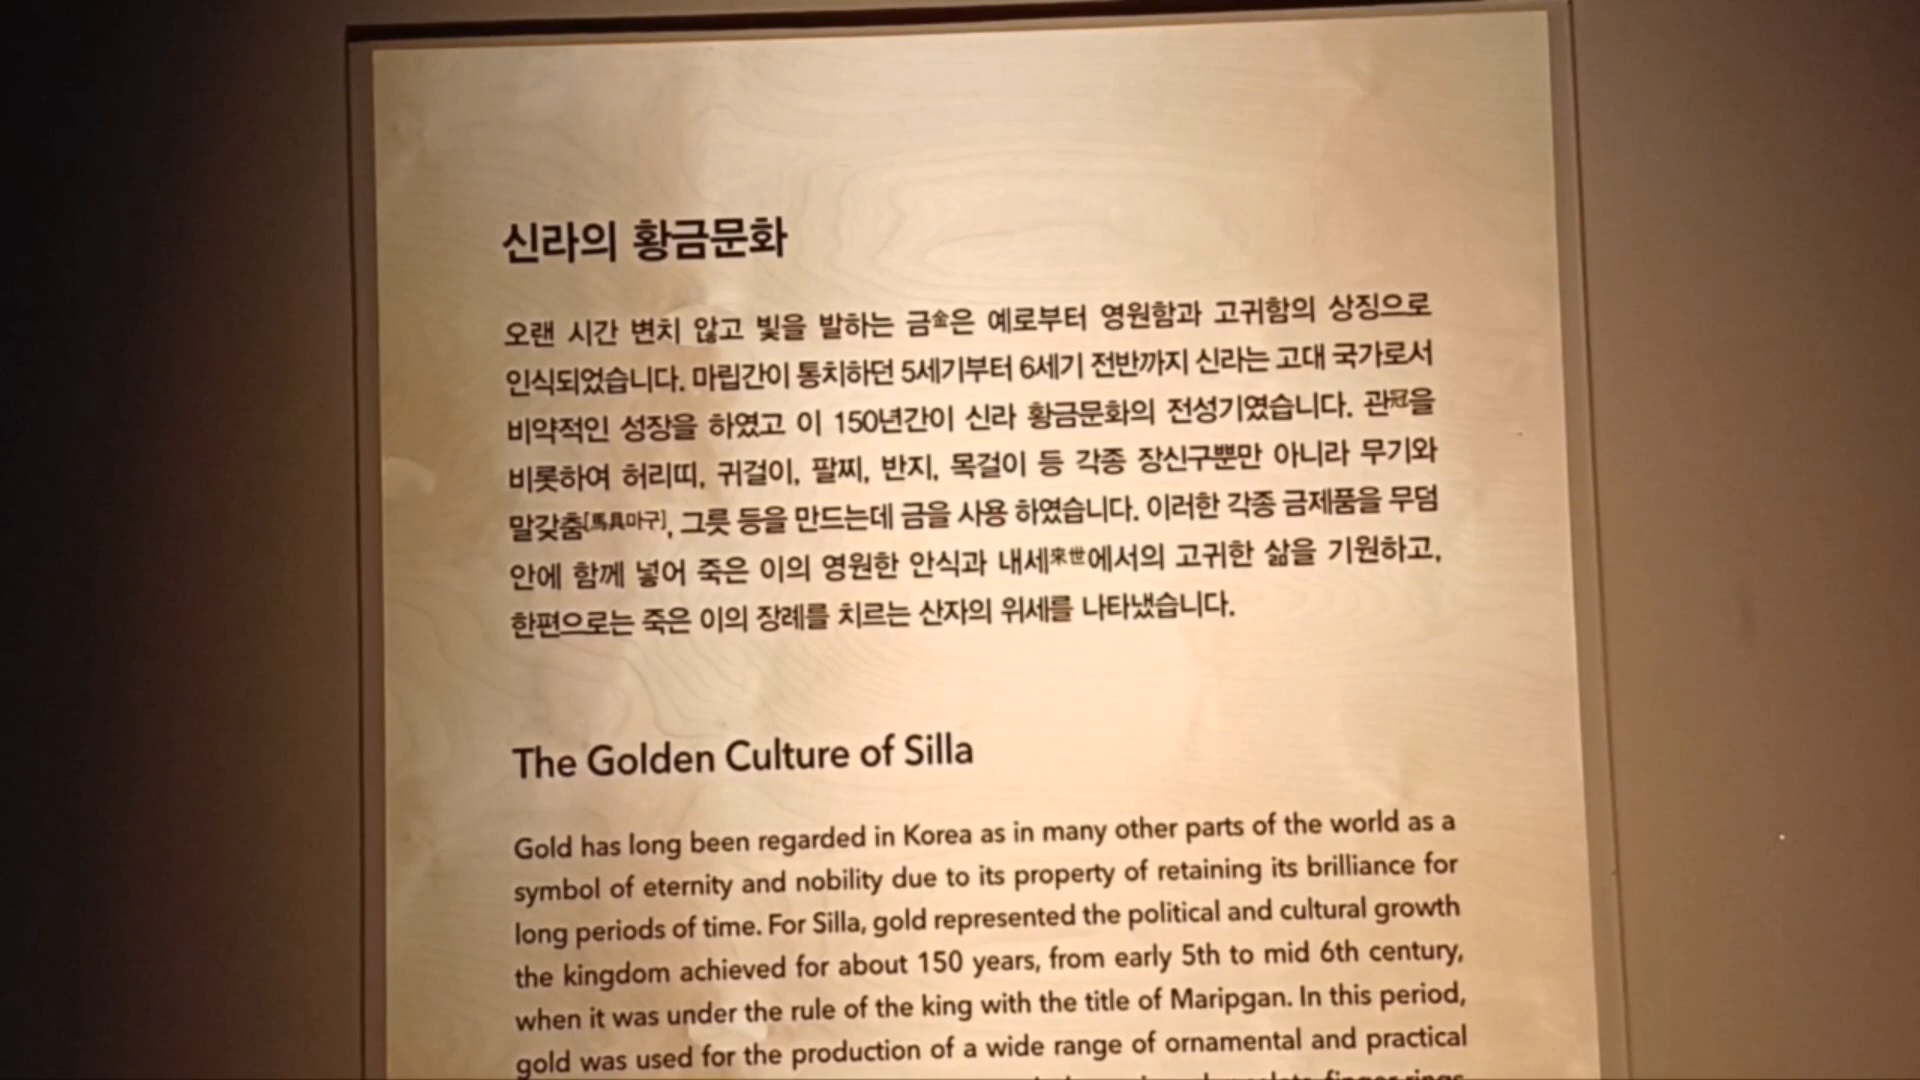 신라의 황금문화
오랜 시간 변치 않고 빛을 발하는 금金은 예로부터 영원함과 고귀함의 상징으로
인식되었습니다. 마립간이 통치하던 5세기부터 6세기 전반까지 신라는 고대 국가로서
비약적인 성장을 하였고 이 150년간이 신라 황금문화의 전성기였습니다. 관冠을
비롯하여 허리띠, 귀걸이, 팔찌, 반지, 목걸이 등 각종 장신구뿐만 아니라 무기와
말갖춤[馬具마구], 그릇 등을 만드는데 금을 사용 하였습니다. 이러한 각종 금제품을 무덤
안에 함께 넣어 죽은 이의 영원한 안식과 내세來世에서의 고귀한 삶을 기원하고,
한편으로는 죽은 이의 장례를 치르는 산자의 위세를 나타냈습니다.
The Golden Culture of Silla
Gold has long been regarded in Korea as in many other parts of the world as a
symbol of eternity and nobility due to its property of retaining its brilliance for
long periods of time. For Silla, gold represented the political and cultural growth
the kingdom achieved for about 150 years, from early 5th to mid 6th century,
when it was under the rule of the king with the title of Maripgan. In this period,
gold was used for the production of a wide range of ornamental and practical